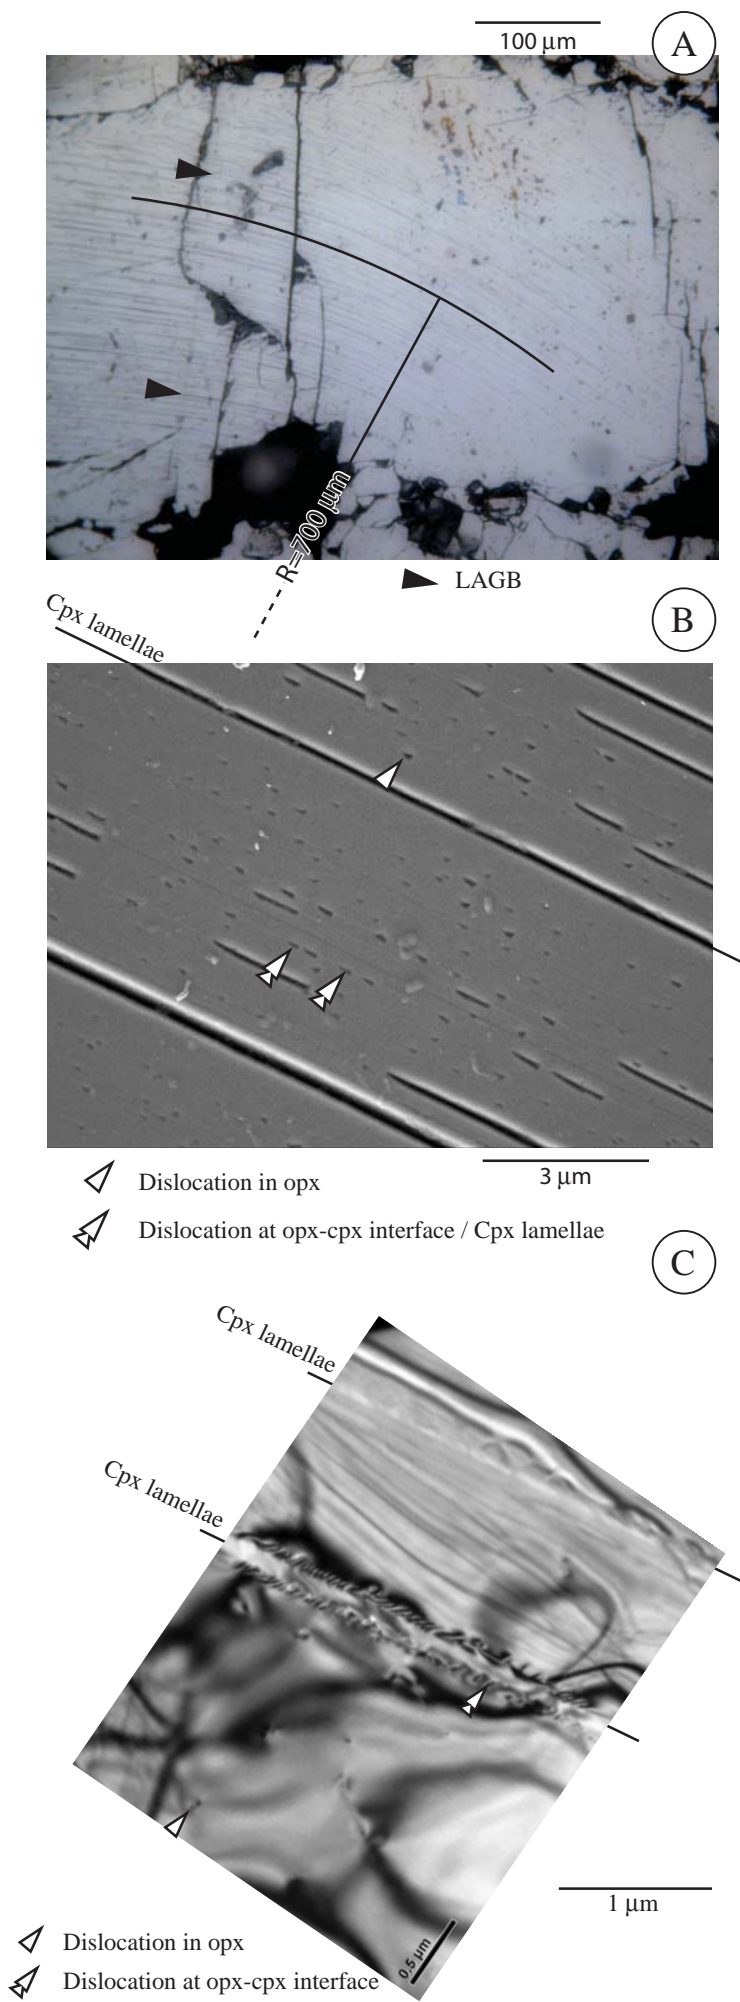 100 μm
A
R=700 μm
LAGB
B
Cpx lamellae
3 μm
Dislocation in opx
Dislocation at opx-cpx interface / Cpx lamellae
C
Cpx lamellae
Cpx lamellae
1 μm
0.5 μm
Dislocation in opx
Dislocation at opx-cpx interface